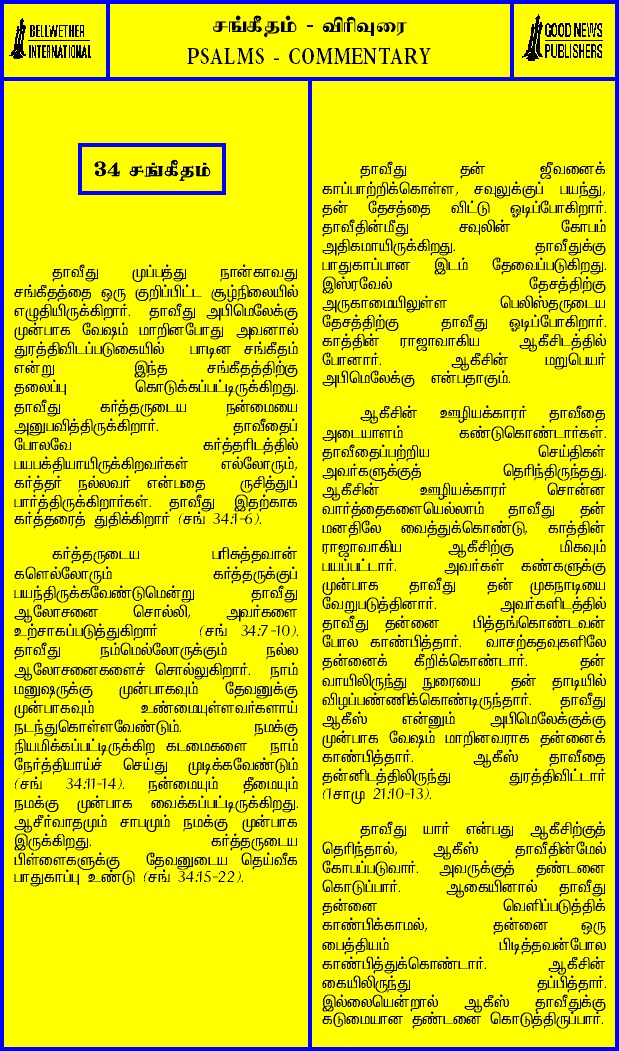 BELLWETHER
INTERNATIONAL
சங்கீதம் - விரிவுரை
PSALMS - COMMENTARY
GOOD NEWS
PUBLISHERS
34 சங்கீதம்
தாவீது முப்பத்து நான்காவது
சங்கீதத்தை ஒரு குறிப்பிட்ட சூழ்நிலையில்
எழுதியிருக்கிறார். தாவீது அபிமெலேக்கு
முன்பாக வேஷம் மாறினபோது அவனால்
துரத்திவிடப்படுகையில் பாடின சங்கீதம்
என்று இந்த சங்கீதத்திற்கு
தலைப்பு கொடுக்கப்பட்டிருக்கிறது.
தாவீது கர்த்தருடைய நன்மையை
அனுபவித்திருக்கிறார். தாவீதைப்
போலவே கர்த்தரிடத்தில்
பயபக்தியாயிருக்கிறவர்கள் எல்லோரும்,
கர்த்தர் நல்லவர் என்பதை ருசித்துப்
பார்த்திருக்கிறார்கள். தாவீது இதற்காக
கர்த்தரைத் துதிக்கிறார் (சங் 34:1-6).
கர்த்தருடைய பரிசுத்தவான்
களெல்லோரும் கர்த்தருக்குப்
பயந்திருக்கவேண்டுமென்று தாவீது
ஆலோசனை சொல்லி, அவர்களை
உற்சாகப்படுத்துகிறார் (சங் 34:7-10).
தாவீது நம்மெல்லோருக்கும் நல்ல
ஆலோசனைகளைச் சொல்லுகிறார். நாம்
மனுஷருக்கு முன்பாகவும் தேவனுக்கு
முன்பாகவும் உண்மையுள்ளவர்களாய்
நடந்துகொள்ளவேண்டும். நமக்கு
நியமிக்கப்பட்டிருக்கிற கடமைகளை நாம்
நேர்த்தியாய்ச் செய்து முடிக்கவேண்டும்
(சங் 34:11-14). நன்மையும் தீமையும்
நமக்கு முன்பாக வைக்கப்பட்டிருக்கிறது.
ஆசீர்வாதமும் சாபமும் நமக்கு முன்பாக
இருக்கிறது. கர்த்தருடைய
பிள்ளைகளுக்கு தேவனுடைய தெய்வீக
பாதுகாப்பு உண்டு (சங் 34:15-22).
தாவீது தன் ஜீவனைக்
காப்பாற்றிக்கொள்ள, சவுலுக்குப் பயந்து,
தன் தேசத்தை விட்டு ஓடிப்போகிறார்.
தாவீதின்மீது சவுலின் கோபம்
அதிகமாயிருக்கிறது. தாவீதுக்கு
பாதுகாப்பான இடம் தேவைப்படுகிறது.
இஸ்ரவேல் தேசத்திற்கு
அருகாமையிலுள்ள பெலிஸ்தருடைய
தேசத்திற்கு தாவீது ஓடிப்போகிறார்.
காத்தின் ராஜாவாகிய ஆகீசிடத்தில்
போனார். ஆகீசின் மறுபெயர்
அபிமெலேக்கு என்பதாகும்.
ஆகீசின் ஊழியக்காரர் தாவீதை
அடையாளம் கண்டுகொண்டார்கள்.
தாவீதைப்பற்றிய செய்திகள்
அவர்களுக்குத் தெரிந்திருந்தது.
ஆகீசின் ஊழியக்காரர் சொன்ன
வார்த்தைகளையெல்லாம் தாவீது தன்
மனதிலே வைத்துக்கொண்டு, காத்தின்
ராஜாவாகிய ஆகீசிற்கு மிகவும்
பயப்பட்டார். அவர்கள் கண்களுக்கு
முன்பாக தாவீது தன் முகநாடியை
வேறுபடுத்தினார். அவர்களிடத்தில்
தாவீது தன்னை பித்தங்கொண்டவன்
போல காண்பித்தார். வாசற்கதவுகளிலே
தன்னைக் கீறிக்கொண்டார். தன்
வாயிலிருந்து நுரையை தன் தாடியில்
விழப்பண்ணிக்கொண்டிருந்தார். தாவீது
ஆகீஸ் என்னும் அபிமெலேக்குக்கு
முன்பாக வேஷம் மாறினவராக தன்னைக்
காண்பித்தார். ஆகீஸ் தாவீதை
தன்னிடத்திலிருந்து துரத்திவிட்டார்
(1சாமு 21:10-13).
தாவீது யார் என்பது ஆகீசிற்குத்
தெரிந்தால், ஆகீஸ் தாவீதின்மேல்
கோபப்படுவார். அவருக்குத் தண்டனை
கொடுப்பார். ஆகையினால் தாவீது
தன்னை வெளிப்படுத்திக்
காண்பிக்காமல், தன்னை ஒரு
பைத்தியம் பிடித்தவன்போல
காண்பித்துக்கொண்டார். ஆகீசின்
கையிலிருந்து தப்பித்தார்.
இல்லையென்றால் ஆகீஸ் தாவீதுக்கு
கடுமையான தண்டனை கொடுத்திருப்பார்.